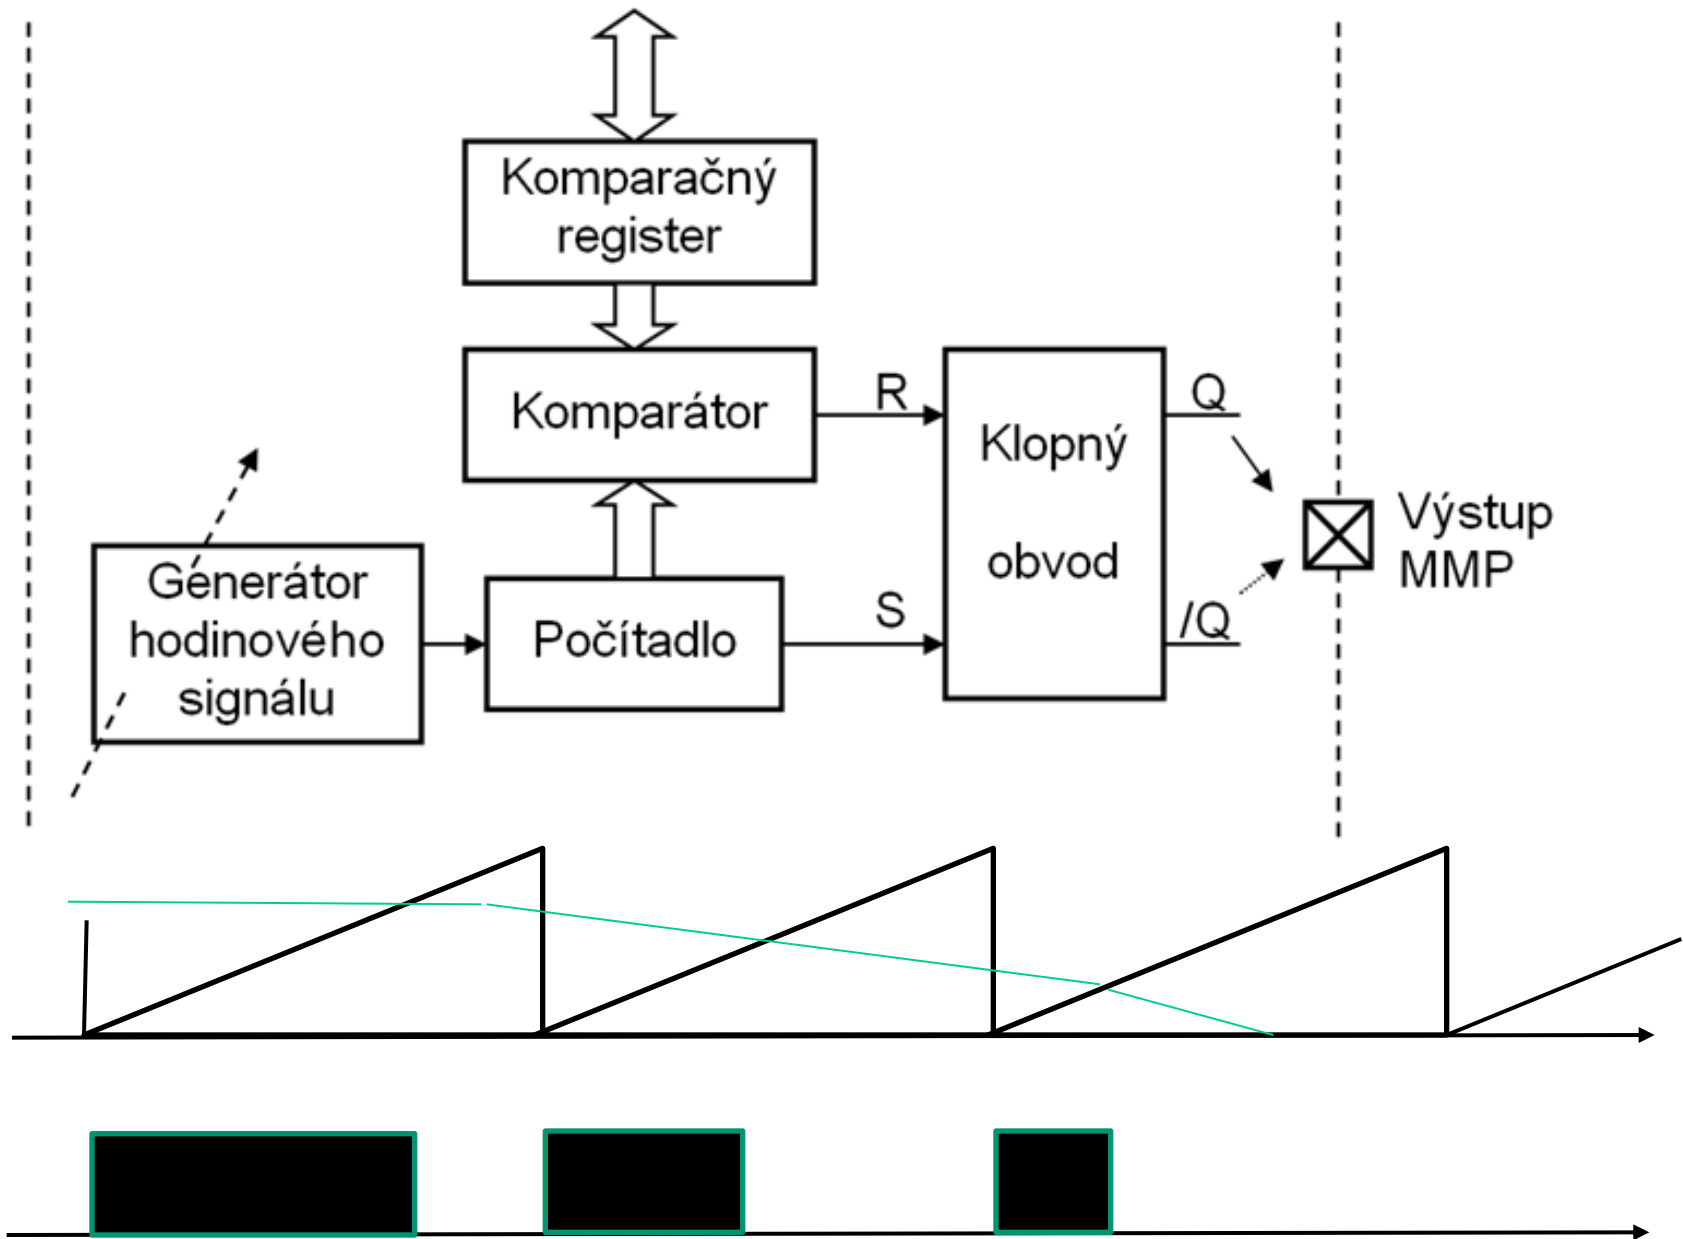 Komparačný
register
Komparátor
R
Q
Klopný
obvod
Výstup
MMP
Generátor
hodinového
signálu
Počítadlo
S
/Q